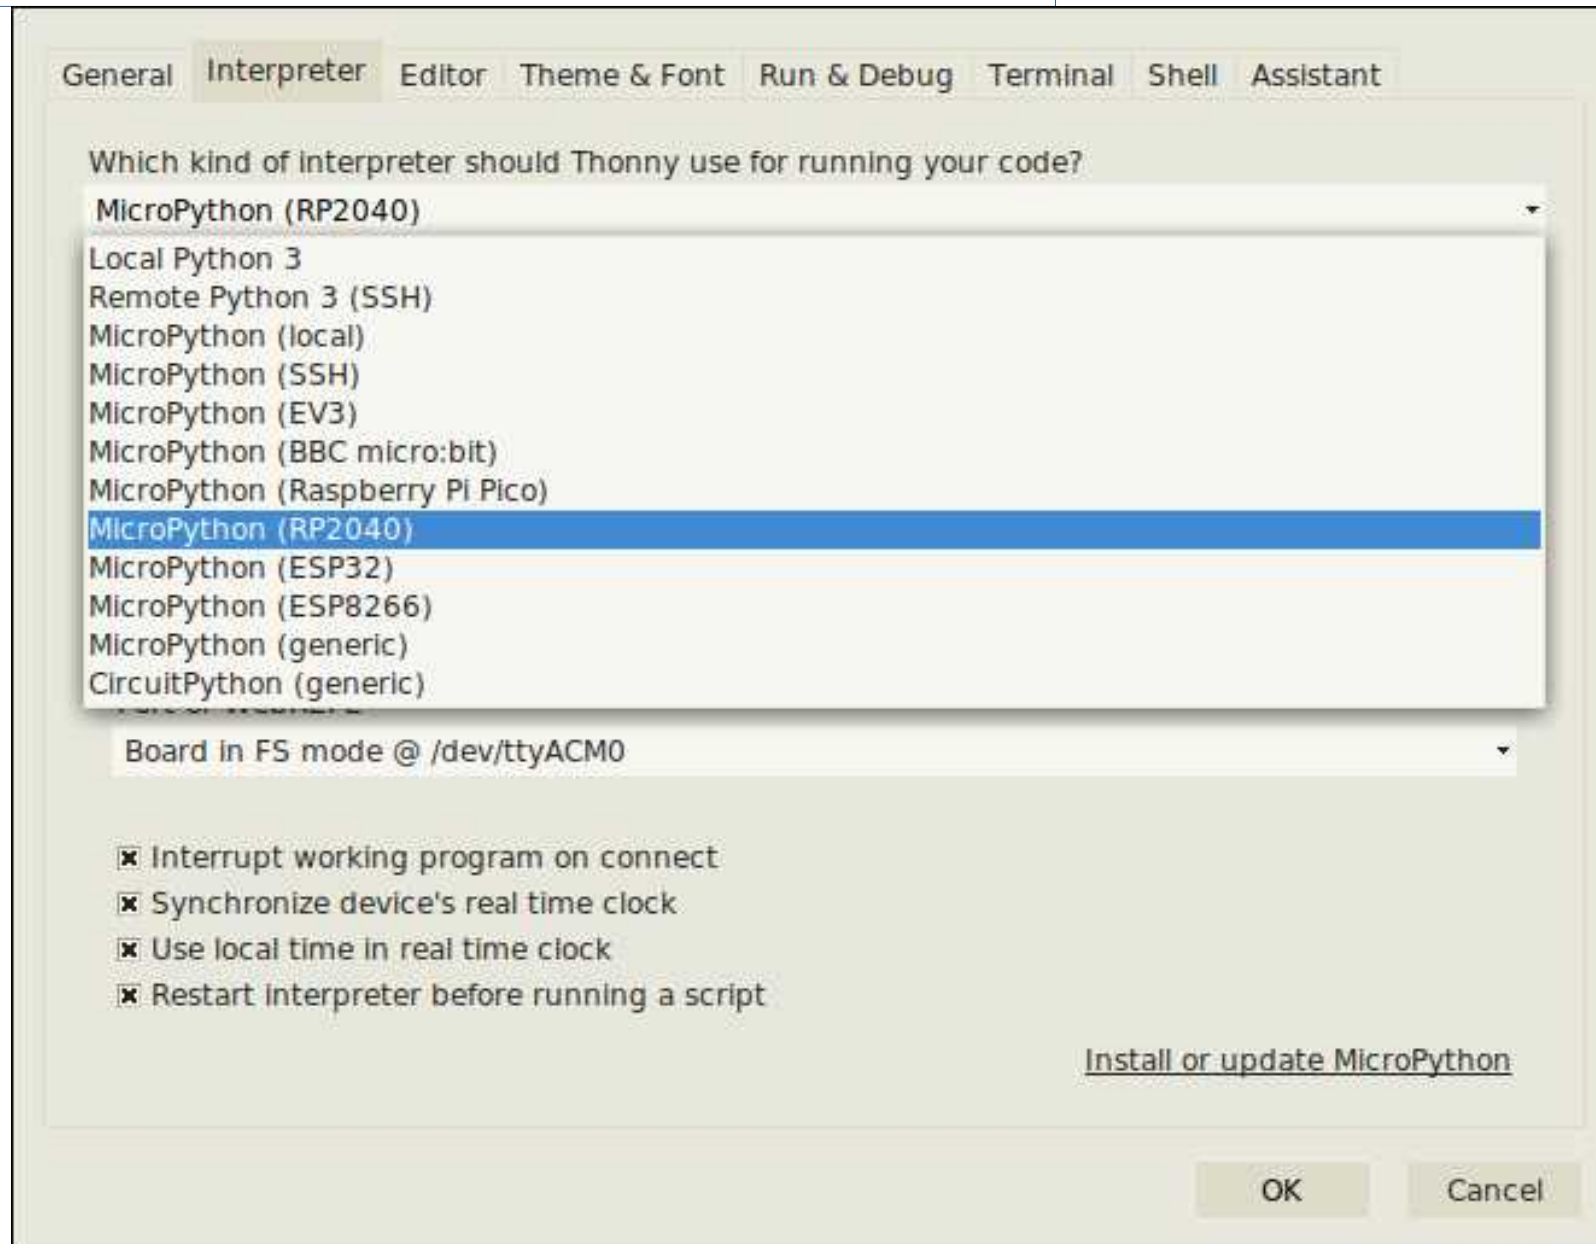 General Interpreter Editor Theme & Font Run & Debug Terminal Shell Assistant
Which kind of interpreter should Thonny use for running your code?
MicroPython (RP2040)
Local Python 3
Remote Python 3 (SSH)
MicroPython (local)
MicroPython (SSH)
MicroPython (EV3)
MicroPython (BBC micro:bit)
MicroPython (Raspberry Pi Pico)
MicroPython (RP2040)
MicroPython (ESP32)
MicroPython (ESP8266)
MicroPython (generic)
CircuitPython (generic)
Board in FS mode @ /dev/ttyACM0
Interrupt working program on connect
Synchronize device's real time clock
Use local time in real time clock
Restart interpreter before running a script
Install or update MicroPython
OK Cancel